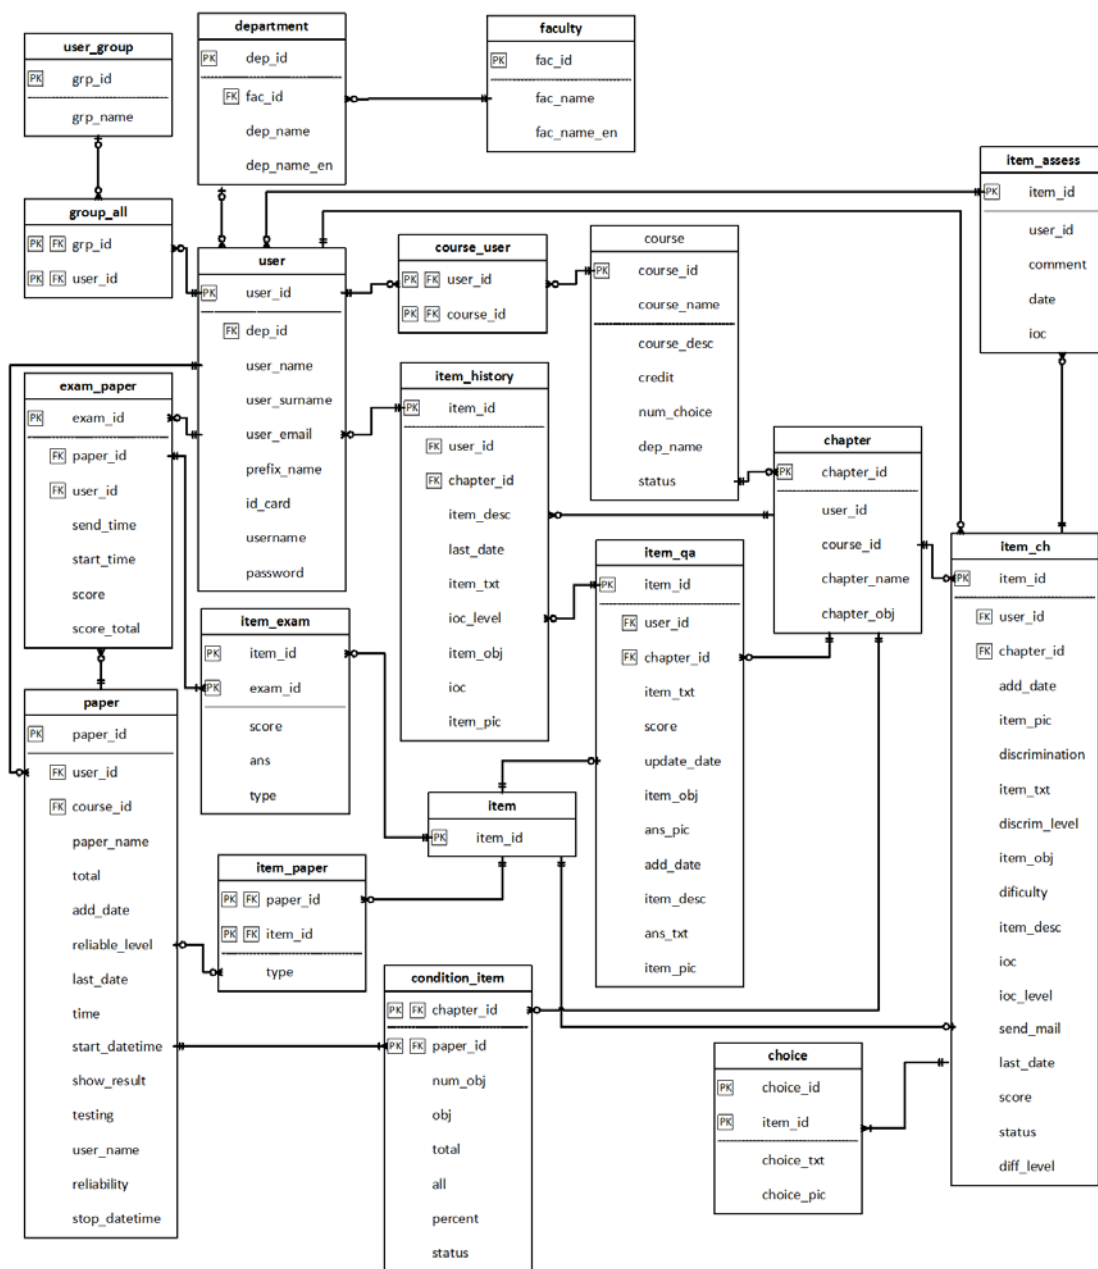 user_group
PK grp_id
grp_name
department
PK dep_id
FK fac_id
dep_name
dep_name_en
faculty
PK fac_id
fac_name
fac_name_en
item_assess
PK item_id
user_id
comment
date
ioc
group_all
PK FK grp_id
PK FK user_id
user
PK user_id
FK dep_id
user_name
user_surname
user_email
prefix_name
id_card
username
password
course_user
PK FK user_id
PK FK course_id
course
PK course_id
course_name
course_desc
credit
num_choice
dep_name
status
exam_paper
PK exam_id
FK paper_id
FK user_id
send_time
start_time
score
score_total
item_history
PK item_id
FK user_id
FK chapter_id
item_desc
last_date
item_txt
ioc_level
item_obj
ioc
item_pic
chapter
PK chapter_id
user_id
course_id
chapter_name
chapter_obj
item_qa
PK item_id
FK user_id
FK chapter_id
item_txt
score
update_date
item_obj
ans_pic
add_date
item_desc
ans_txt
item_pic
item_ch
PK item_id
FK user_id
FK chapter_id
add_date
item_pic
discrimination
item_txt
discrim_level
item_obj
dificulty
item_desc
ioc
ioc_level
send_mail
last_date
score
status
diff_level
item_exam
PK item_id
PK exam_id
score
ans
type
paper
PK paper_id
FK user_id
FK course_id
paper_name
total
add_date
reliable_level
last_date
time
start_datetime
show_result
testing
user_name
reliability
stop_datetime
item
PK item_id
item_paper
PK FK paper_id
PK FK item_id
type
condition_item
PK FK chapter_id
PK FK paper_id
num_obj
obj
total
all
percent
status
choice
PK choice_id
PK item_id
choice_txt
choice_pic